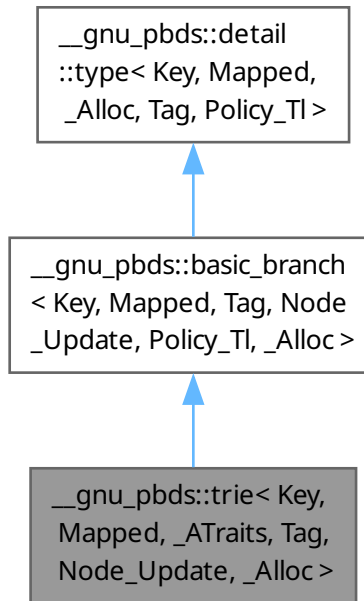 __gnu_pbds::detail
::type< Key, Mapped,
_Alloc, Tag, Policy_Tl >
__gnu_pbds::basic_branch
< Key, Mapped, Tag, Node
_Update, Policy_Tl, _Alloc >
__gnu_pbds::trie< Key,
Mapped, _ATraits, Tag,
Node_Update, _Alloc >